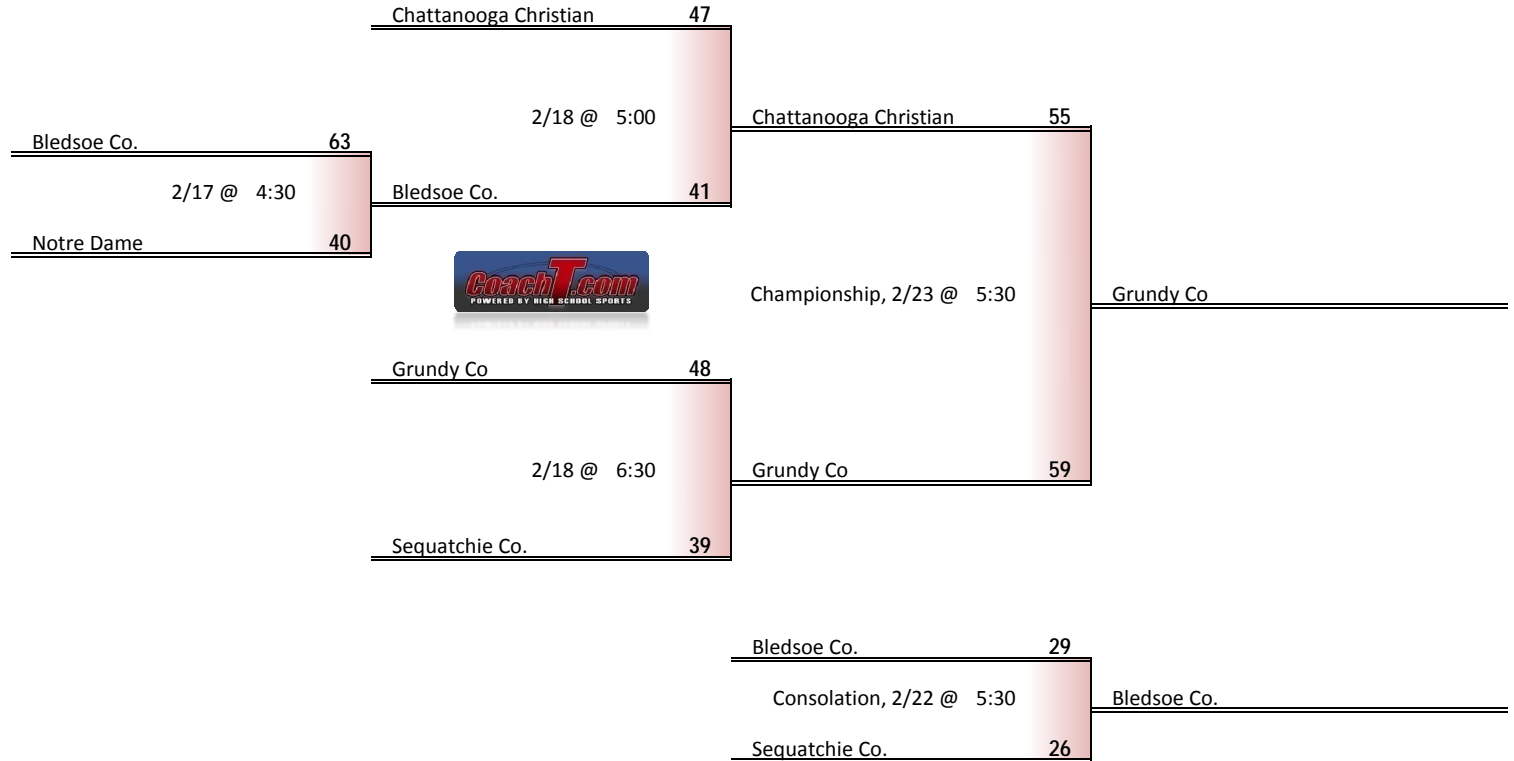 Chattanooga Christian 47
2/18 @ 5:00
Chattanooga Christian 55
Bledsoe Co. 63
2/17 @ 4:30
Bledsoe Co. 41
Notre Dame 40
CoachT.com
POWERED BY HIGH SCHOOL SPORTS
Championship, 2/23 @ 5:30
Grundy Co
Grundy Co 48
2/18 @ 6:30
Grundy Co 59
Sequatchie Co. 39
Bledsoe Co. 29
Consolation, 2/22 @ 5:30
Bledsoe Co.
Sequatchie Co. 26